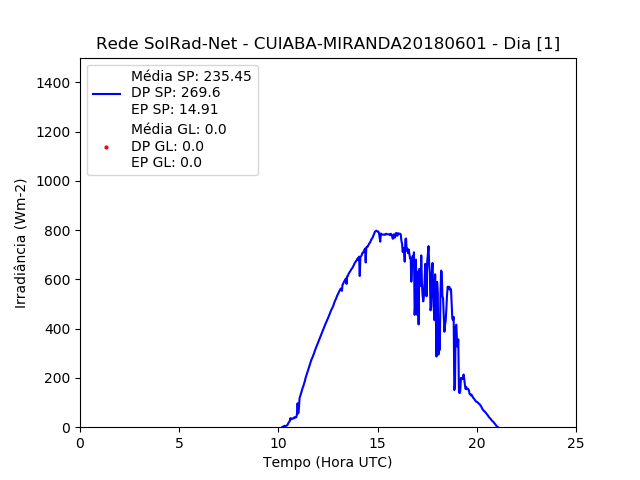 Rede SolRad-Net - CUIABA-MIRANDA20180601 - Dia [1]
Média SP: 235.45
DP SP: 269.6
EP SP: 14.91
Média GL: 0.0
DP GL: 0.0
EP GL: 0.0
1400
1200
1000
800
600
400
200
0
Irradiância (Wm-2)
0 5 10 15 20 25
Tempo (Hora UTC)